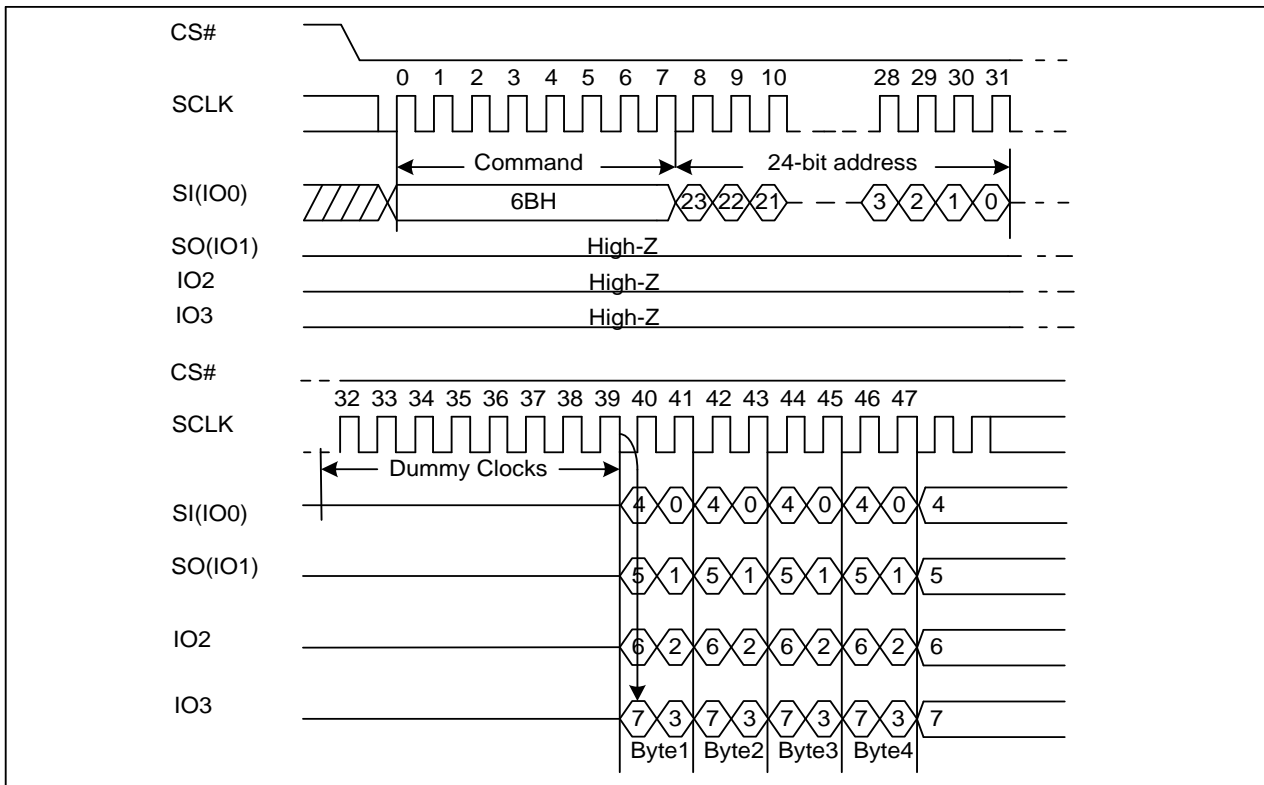 CS#
0 1 2 3 4 5 6 7 8 9 10 28 29 30 31
SCLK
Command 24-bit address
SI(IO0) 6BH 23 22 21 3 2 1 0
SO(IO1) High-Z
IO2 High-Z
IO3 High-Z
CS#
32 33 34 35 36 37 38 39 40 41 42 43 44 45 46 47
SCLK
Dummy Clocks
SI(IO0) 4 0 4 0 4 0 4 0 4
SO(IO1) 5 1 5 1 5 1 5 1 5
IO2 6 2 6 2 6 2 6 2 6
IO3 7 3 7 3 7 3 7 3 7
Byte1 Byte2 Byte3 Byte4